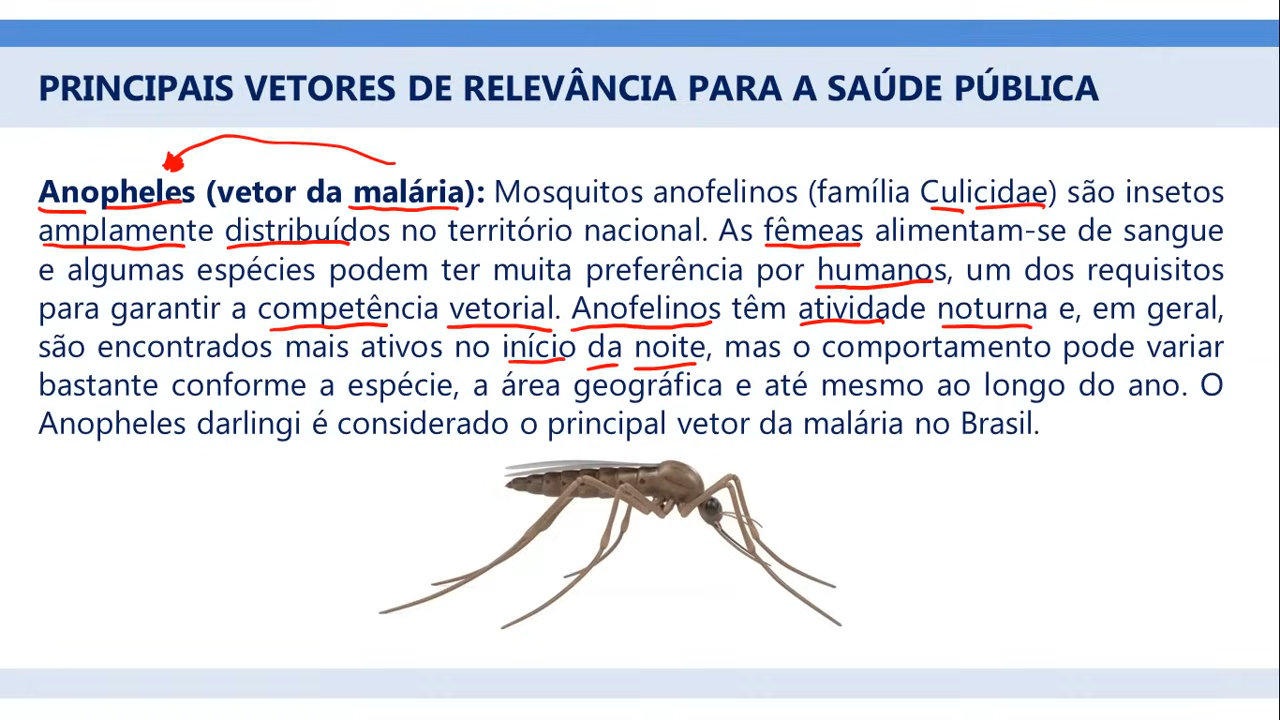 PRINCIPAIS VETORES DE RELEVÂNCIA PARA A SAÚDE PÚBLICA
Anopheles (vetor da malária): Mosquitos anofelinos (família Culicidae) são insetos
amplamente distribuídos no território nacional. As fêmeas alimentam-se de sangue
e algumas espécies podem ter muita preferência por humanos, um dos requisitos
para garantir a competência vetorial. Anofelinos têm atividade noturna e, em geral,
são encontrados mais ativos no início da noite, mas o comportamento pode variar
bastante conforme a espécie, a área geográfica e até mesmo ao longo do ano. O
Anopheles darlingi é considerado o principal vetor da malária no Brasil.